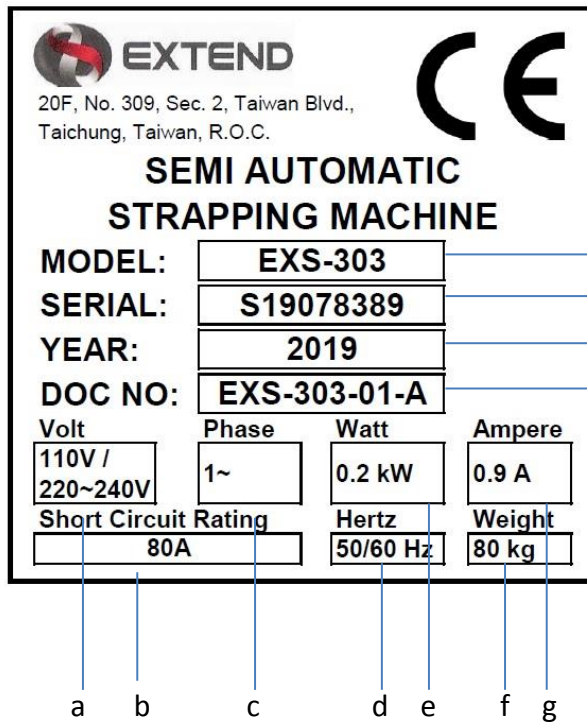 EXTEND
CE
20F, No. 309, Sec. 2, Taiwan Blvd.,
Taichung, Taiwan, R.O.C.
SEMI AUTOMATIC
STRAPPING MACHINE
MODEL: EXS-303
SERIAL: S19078389
YEAR: 2019
DOC NO: EXS-303-01-A
Volt Phase Watt Ampere
110V /
220~240V 1~ 0.2 kW 0.9 A
Short Circuit Rating Hertz Weight
80A 50/60 Hz 80 kg
a b c d e f g